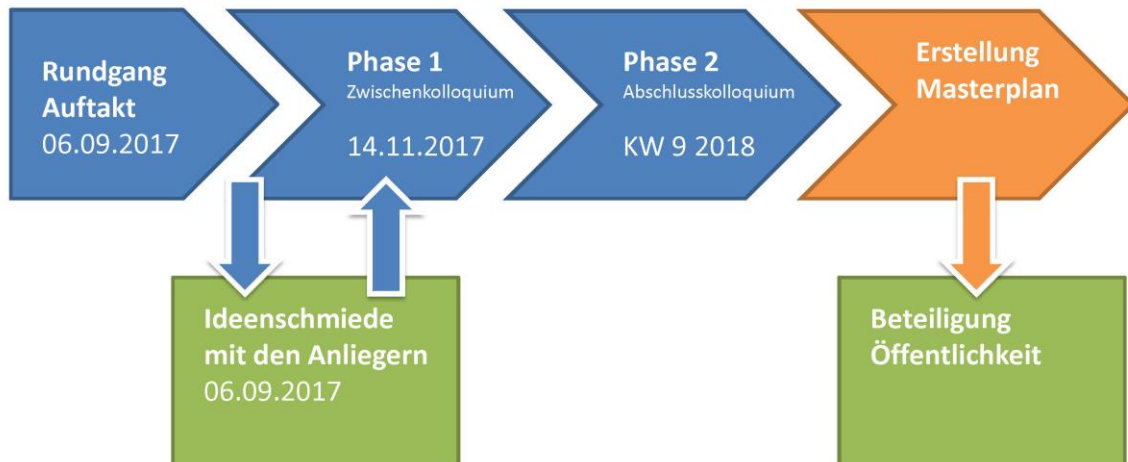 Rundgang
Auftakt
06.09.2017
Phase 1
Zwischenkolloquium
14.11.2017
Phase 2
Abschlusskolloquium
KW 9 2018
Erstellung
Masterplan
Ideenschmiede
mit den Anliegern
06.09.2017
Beteiligung
Öffentlichkeit